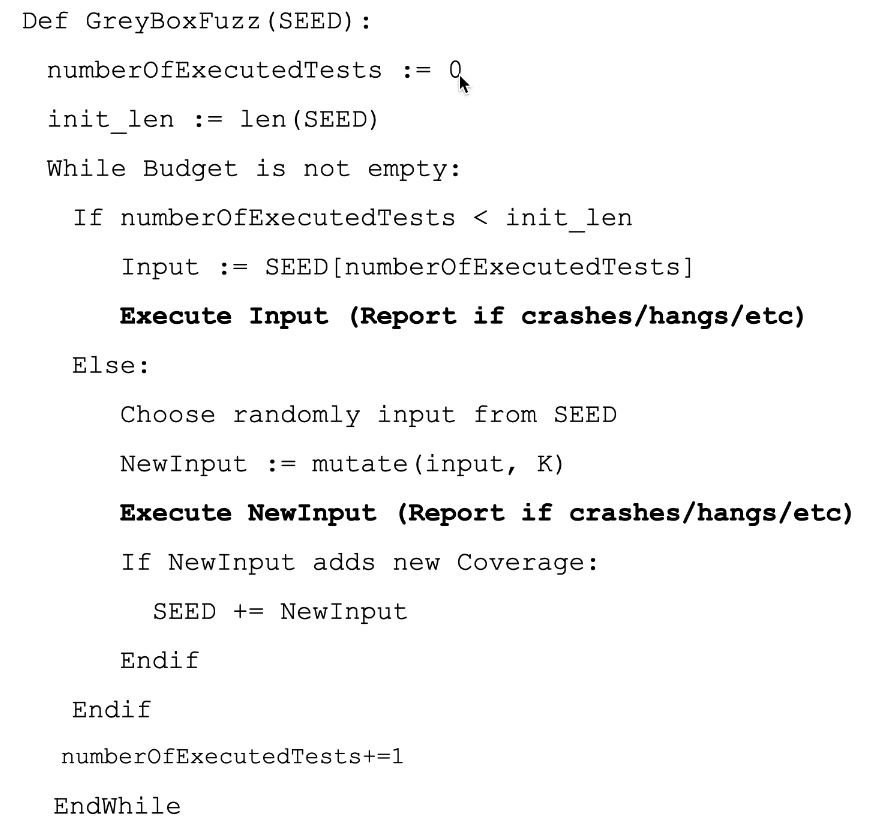 Def GreyBoxFuzz(SEED):
numberOfExecutedTests := 0
init_len := len(SEED)
While Budget is not empty:
If numberOfExecutedTests < init_len
Input := SEED[numberOfExecutedTests]
Execute Input (Report if crashes/hangs/etc)
Else:
Choose randomly input from SEED
NewInput := mutate(input, K)
Execute NewInput (Report if crashes/hangs/etc)
If NewInput adds new Coverage:
SEED += NewInput
Endif
Endif
numberOfExecutedTests+=1
EndWhile